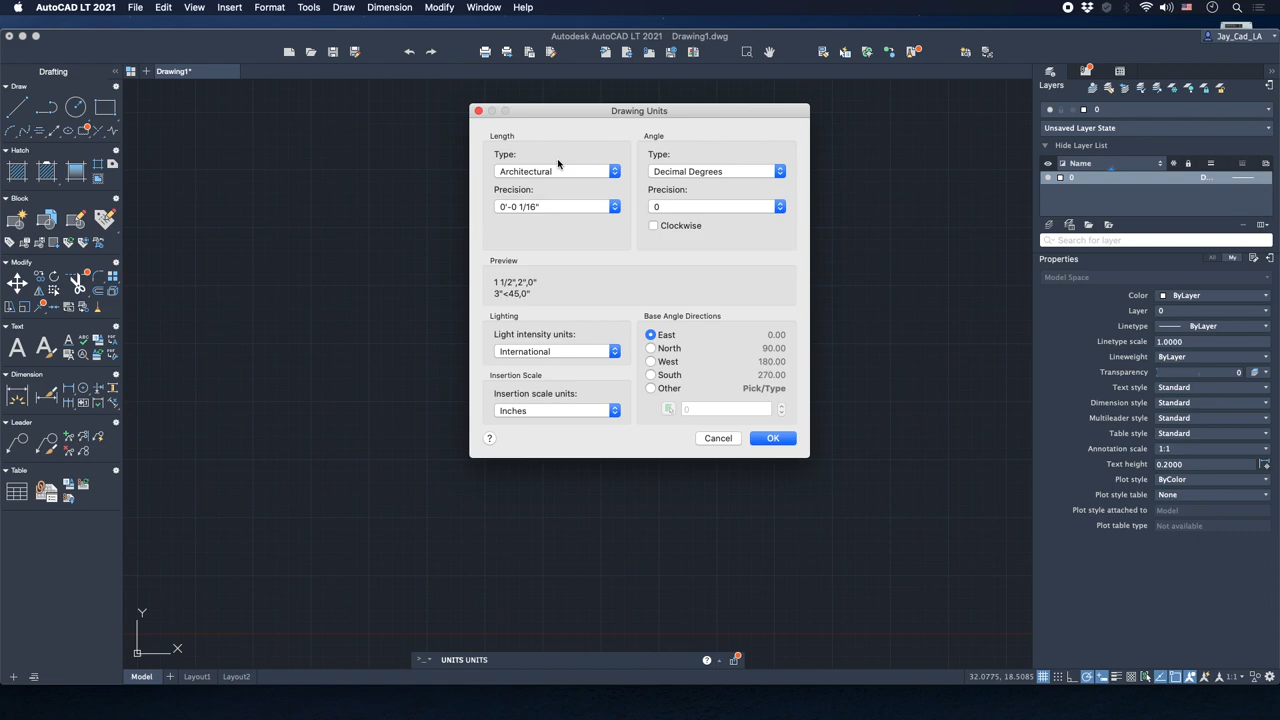 AutoCAD LT 2021 File Edit View Insert Format Tools Draw Dimension Modify Window Help
Autodesk AutoCAD LT 2021 Drawing1.dwg
Jay_Cad_LA
Drafting
Drawing1*
Draw
Hatch
Block
Modify
Text
Dimension
Leader
Table
Drawing Units
Length
Type:
Architectural
Precision:
0'-0 1/16"
Angle
Type:
Decimal Degrees
Precision:
0
Clockwise
Preview
1 1/2",2",0"
3"<45,0"
Lighting
Light intensity units:
International
Insertion Scale
Insertion scale units:
Inches
Base Angle Directions
East 0.00
North 90.00
West 180.00
South 270.00
Other Pick/Type
0
?
Cancel
OK
Layers
0
Unsaved Layer State
Hide Layer List
Name
0 D...
Search for layer
Properties
All My
Model Space
Color ByLayer
Layer 0
Linetype ByLayer
Linetype scale 1.0000
Lineweight ByLayer
Transparency 0
Text style Standard
Dimension style Standard
Multileader style Standard
Table style Standard
Annotation scale 1:1
Text height 0.2000
Plot style ByColor
Plot style table None
Plot style attached to Model
Plot table type Not available
Y
X
>_ UNITS UNITS
?
Model
Layout1
Layout2
32.0775, 18.5085
1:1